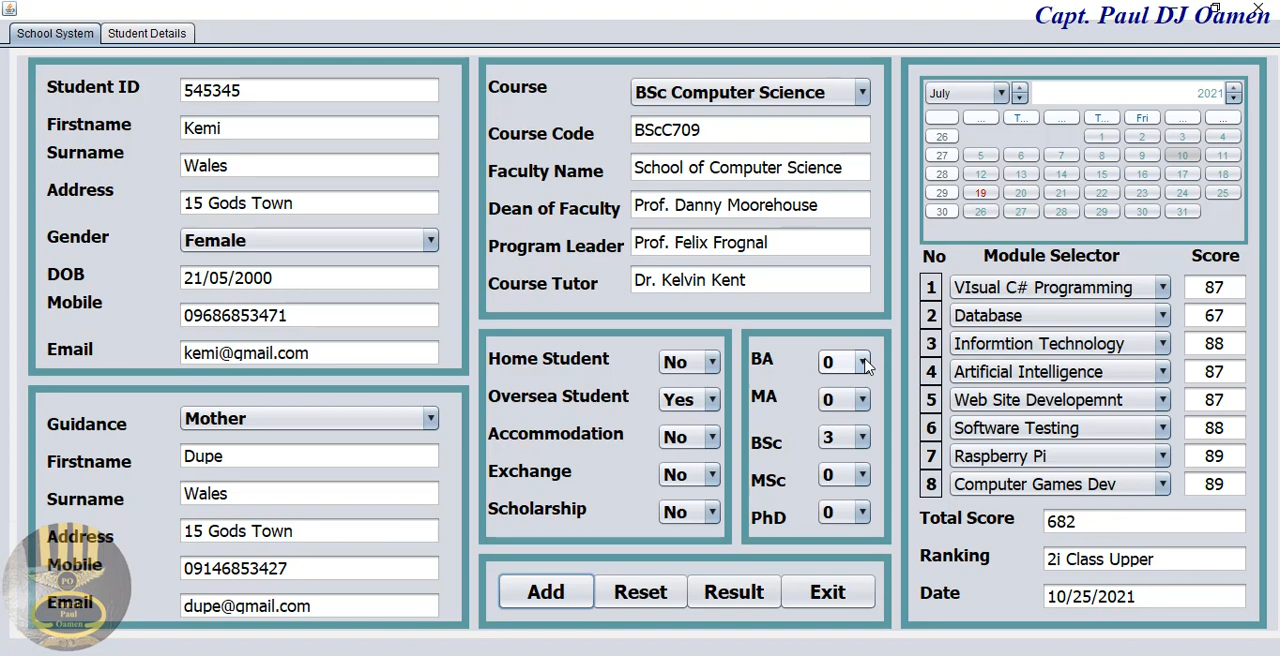 Capt. Paul DJ Oamen
School System
Student Details
Student ID 545345
Firstname Kemi
Surname Wales
Address 15 Gods Town
Gender Female
DOB 21/05/2000
Mobile 09686853471
Email kemi@gmail.com
Guidance Mother
Firstname Dupe
Surname Wales
Address 15 Gods Town
Mobile 09146853427
Email dupe@gmail.com
PO
Paul
Oamen
Course BSc Computer Science
Course Code BScC709
Faculty Name School of Computer Science
Dean of Faculty Prof. Danny Moorehouse
Program Leader Prof. Felix Frognal
Course Tutor Dr. Kelvin Kent
Home Student No
Oversea Student Yes
Accommodation No
Exchange No
Scholarship No
BA 0
MA 0
BSc 3
MSc 0
PhD 0
Add Reset Result Exit
July 2021
... T... ... T... Fri ... ...
26 1 2 3 4
27 5 6 7 8 9 10 11
28 12 13 14 15 16 17 18
29 19 20 21 22 23 24 25
30 26 27 28 29 30 31
No Module Selector Score
1 VIsual C# Programming 87
2 Database 67
3 Informtion Technology 88
4 Artificial Intelligence 87
5 Web Site Developemnt 87
6 Software Testing 88
7 Raspberry Pi 89
8 Computer Games Dev 89
Total Score 682
Ranking 2i Class Upper
Date 10/25/2021